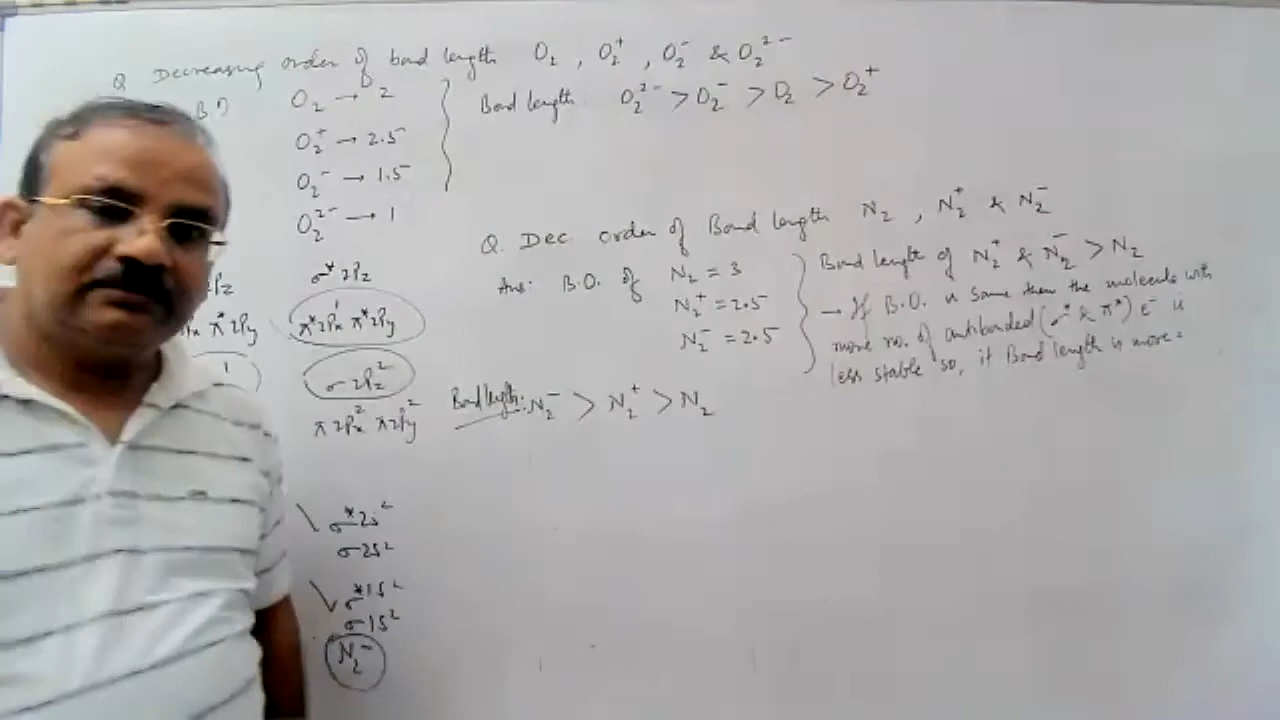 Q Decreasing order of bond length O₂ , O₂⁺ , O₂⁻ & O₂²⁻
O₂ → 2
O₂⁺ → 2.5
O₂⁻ → 1.5
O₂²⁻ → 1
Bond length O₂²⁻ > O₂⁻ > O₂ > O₂⁺
Q. Dec. order of Bond length N₂ , N₂⁺ & N₂⁻
Ans: B.O. of N₂ = 3
N₂⁺ = 2.5
N₂⁻ = 2.5
Bond length of N₂⁺ & N₂⁻ > N₂
→ If B.O. is same then the molecule with
more no. of antibonded (σ* & π*) e⁻ is
less stable so, it Bond length is more.
Bond length: N₂⁻ > N₂⁺ > N₂
π*2Py
σ*2Pz
π*2Px¹ π*2Py
σ2Pz²
π2Px² π2Py²
σ*2s²
σ2s²
σ*1s²
σ1s²
N₂⁻